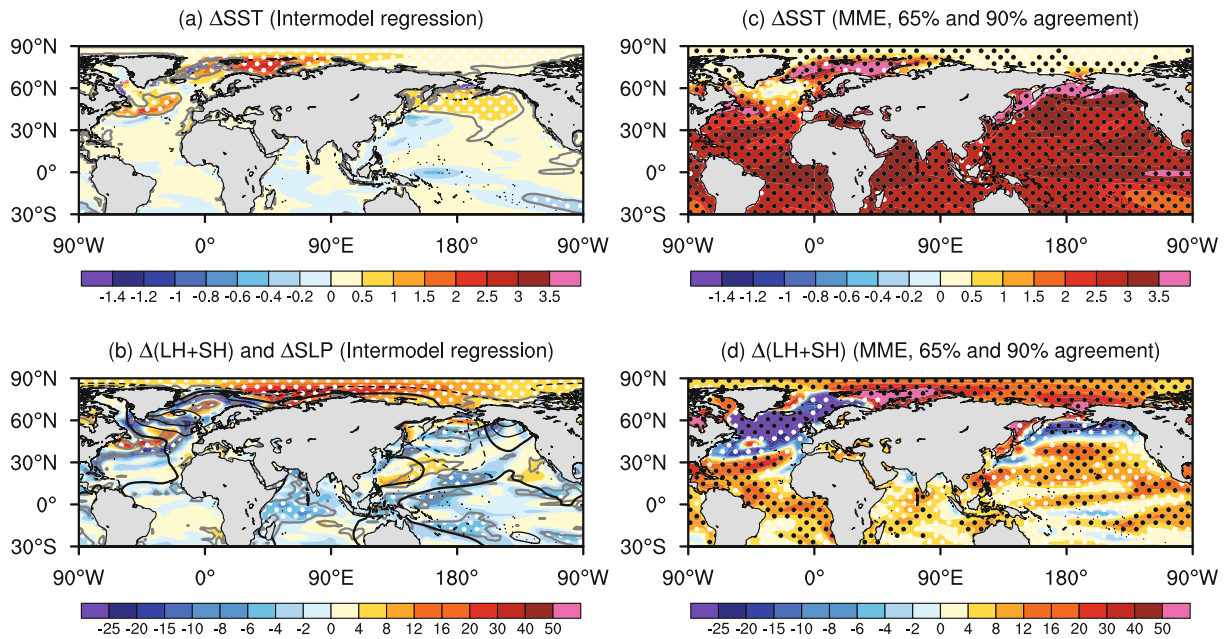 (a) ΔSST (Intermodel regression)
90°N
60°N
30°N
0°
30°S
90°W 0° 90°E 180° 90°W
-1.4 -1.2 -1 -0.8 -0.6 -0.4 -0.2 0 0.5 1 1.5 2 2.5 3 3.5
(c) ΔSST (MME, 65% and 90% agreement)
90°N
60°N
30°N
0°
30°S
90°W 0° 90°E 180° 90°W
-1.4 -1.2 -1 -0.8 -0.6 -0.4 -0.2 0 0.5 1 1.5 2 2.5 3 3.5
(b) Δ(LH+SH) and ΔSLP (Intermodel regression)
90°N
60°N
30°N
0°
30°S
90°W 0° 90°E 180° 90°W
-25 -20 -15 -10 -8 -6 -4 -2 0 4 8 12 16 20 30 40 50
(d) Δ(LH+SH) (MME, 65% and 90% agreement)
90°N
60°N
30°N
0°
30°S
90°W 0° 90°E 180° 90°W
-25 -20 -15 -10 -8 -6 -4 -2 0 4 8 12 16 20 30 40 50